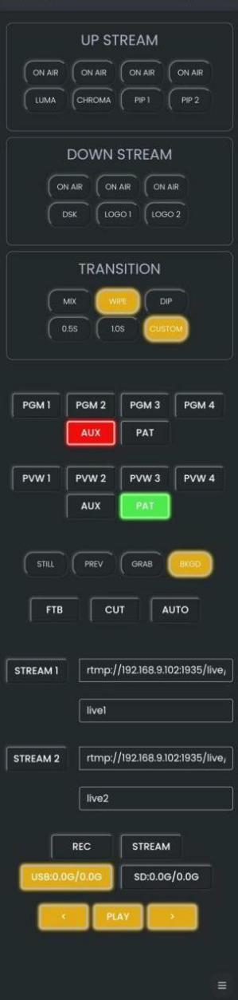 UP STREAM
ON AIR ON AIR ON AIR ON AIR
LUMA CHROMA PIP 1 PIP 2
DOWN STREAM
ON AIR ON AIR ON AIR
DSK LOGO 1 LOGO 2
TRANSITION
MIX WIPE DIP
0.5S 1.0S CUSTOM
PGM 1 PGM 2 PGM 3 PGM 4
AUX PAT
PVW 1 PVW 2 PVW 3 PVW 4
AUX PAT
STILL PREV GRAB BKGD
FTB CUT AUTO
STREAM 1 rtmp://192.168.9.102:1935/live/
live1
STREAM 2 rtmp://192.168.9.102:1935/live/
live2
REC STREAM
USB:0.0G/0.0G SD:0.0G/0.0G
< PLAY >